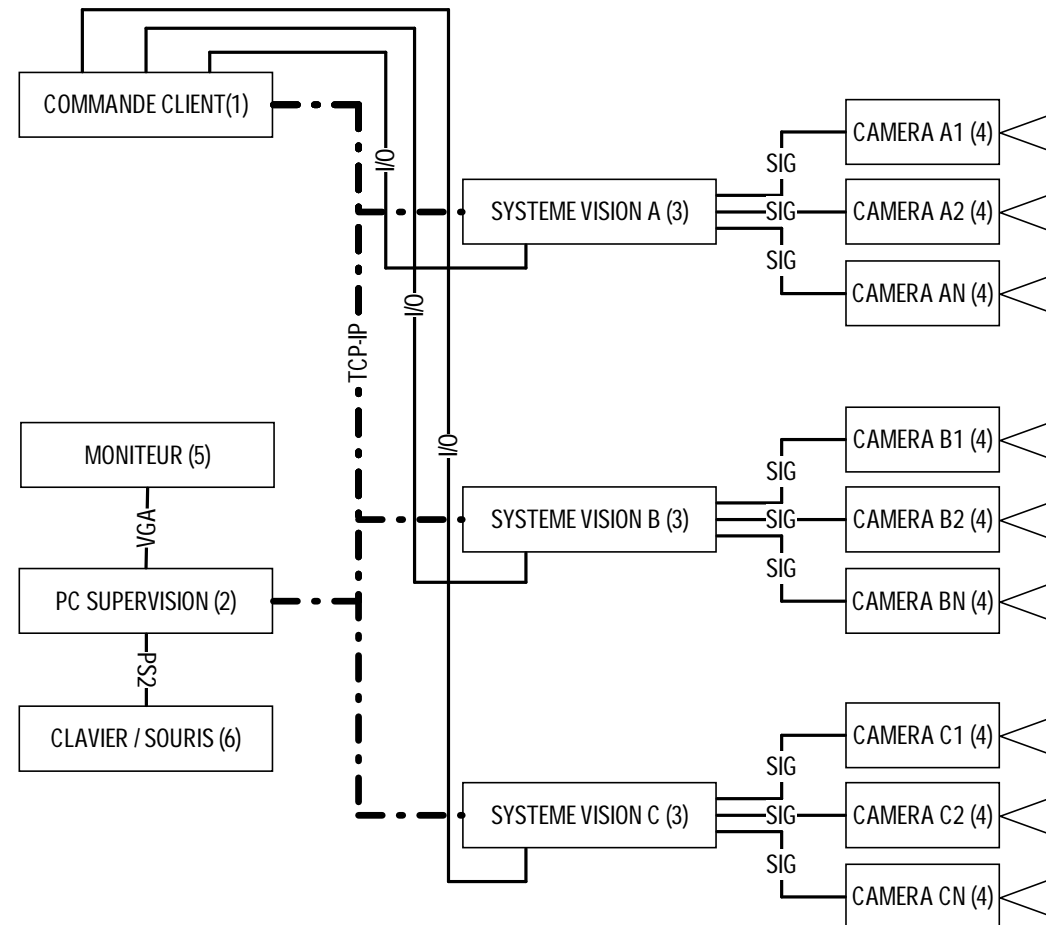 COMMANDE CLIENT(1)
I/O
I/O
I/O
TCP-IP
SYSTEME VISION A (3)
SIG
SIG
SIG
CAMERA A1 (4)
CAMERA A2 (4)
CAMERA AN (4)
MONITEUR (5)
VGA
PC SUPERVISION (2)
PS2
CLAVIER / SOURIS (6)
SYSTEME VISION B (3)
SIG
SIG
SIG
CAMERA B1 (4)
CAMERA B2 (4)
CAMERA BN (4)
SYSTEME VISION C (3)
SIG
SIG
SIG
CAMERA C1 (4)
CAMERA C2 (4)
CAMERA CN (4)